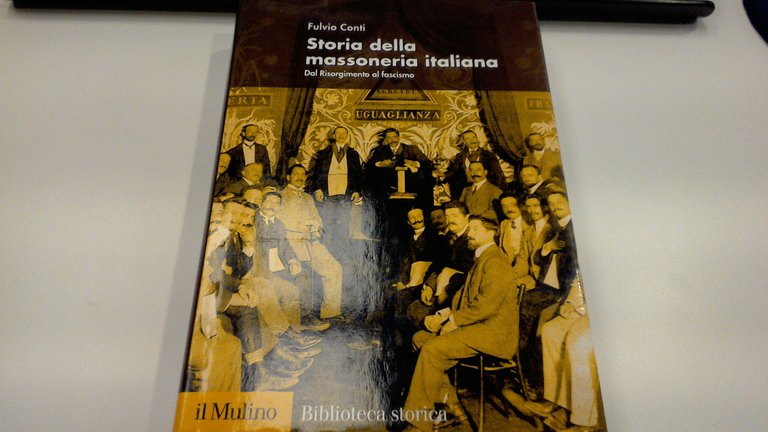 Fulvio Conti
Storia della
massoneria italiana
Dal Risorgimento al fascismo
UGUAGLIANZA
il Mulino
Biblioteca storica